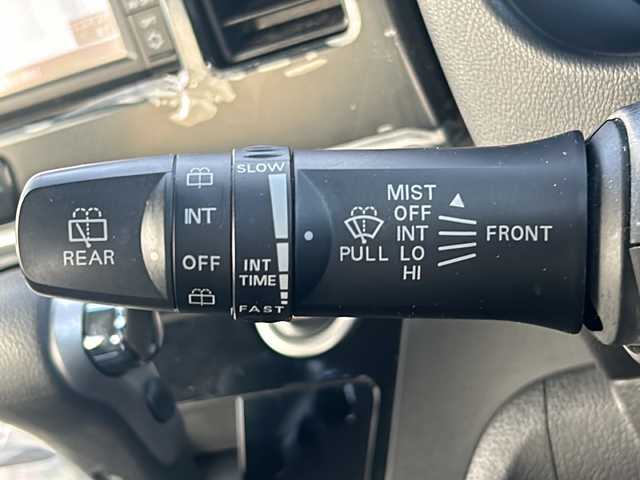 REAR
INT
OFF
SLOW
INT
TIME
FAST
PULL
MIST
OFF
INT
LO
HI
FRONT